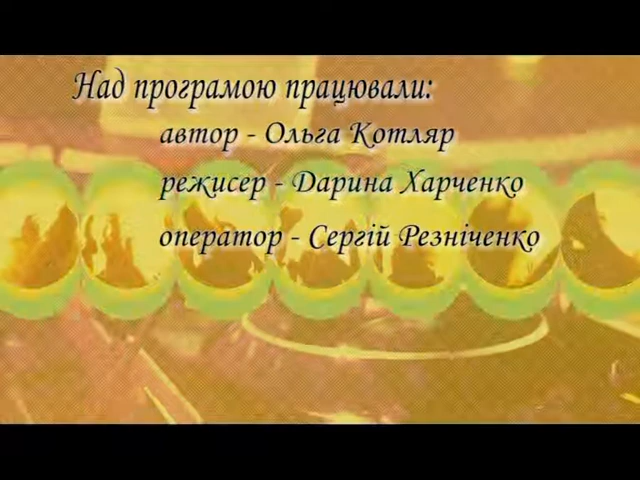 Над програмою працювали:
автор - Ольга Котляр
режисер - Дарина Харченко
оператор - Сергій Резніченко